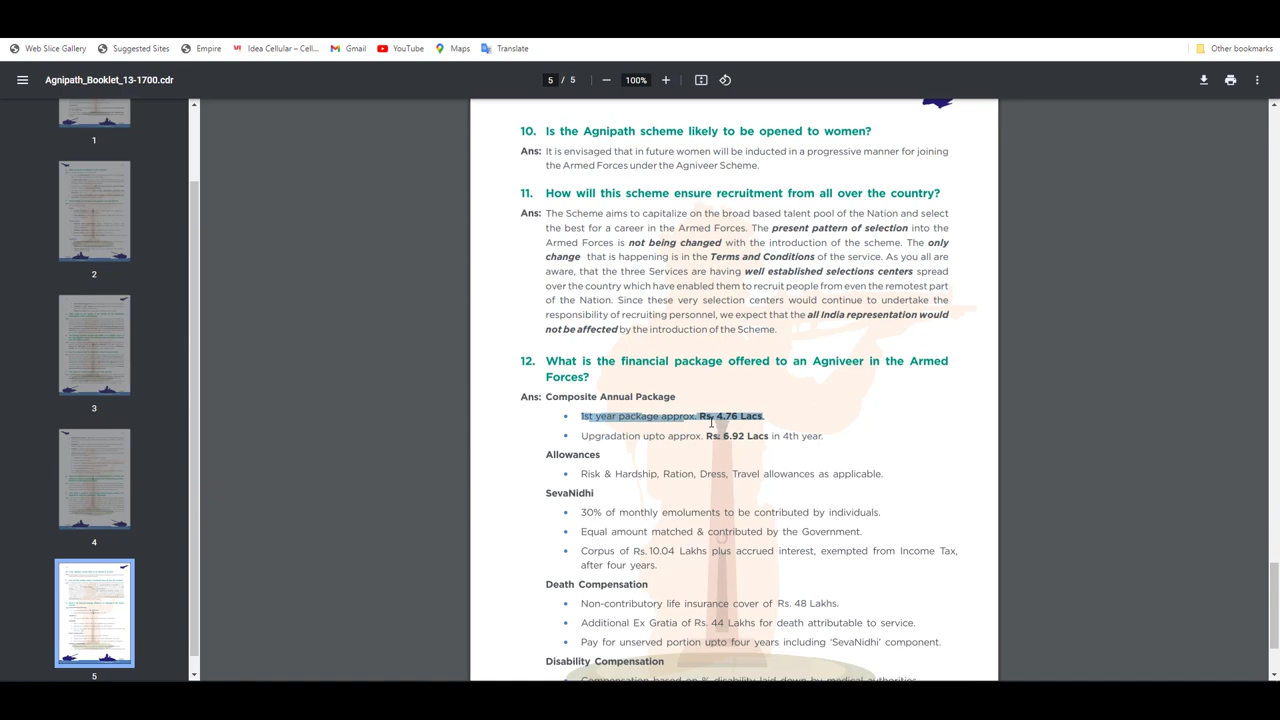 Web Slice Gallery Suggested Sites Empire Idea Cellular – Cell... Gmail YouTube Maps Translate Other bookmarks
Agnipath_Booklet_13-1700.cdr 5 / 5 100%
1
2
3
4
5
10. Is the Agnipath scheme likely to be opened to women?
Ans: It is envisaged that in future women will be inducted in a progressive manner for joining
the Armed Forces under the Agniveer Scheme.
11. How will this scheme ensure recruitment from all over the country?
Ans: The Scheme aims to capitalize on the broad based talent pool of the Nation and select
the best for a career in the Armed Forces. The present pattern of selection into the
Armed Forces is not being changed with the introduction of the scheme. The only
change that is happening is in the Terms and Conditions of the service. As you all are
aware, that the three Services are having well established selections centers spread
over the country which have enabled them to recruit people from even the remotest part
of the Nation. Since these very selection centers would continue to undertake the
responsibility of recruiting personnel, we expect that the all India representation would
not be affected by the introduction of the Scheme.
12. What is the financial package offered to an Agniveer in the Armed
Forces?
Ans: Composite Annual Package
• 1st year package approx. Rs. 4.76 Lacs.
• Upgradation upto approx. Rs. 6.92 Lacs in 4th year.
Allowances
• Risk & Hardship, Ration, Dress, Travel allowances as applicable.
SevaNidhi
• 30% of monthly emoluments to be contributed by individuals.
• Equal amount matched & contributed by the Government.
• Corpus of Rs. 10.04 Lakhs plus accrued interest, exempted from Income Tax,
after four years.
Death Compensation
• Non-contributory life insurance cover of Rs. 48 Lakhs.
• Additional Ex Gratia of Rs. 44 Lakhs for death attributable to service.
• Pay for unserved portion upto four years including ‘SevaNidhi’ component.
Disability Compensation
• Compensation based on % disability laid down by medical authorities.